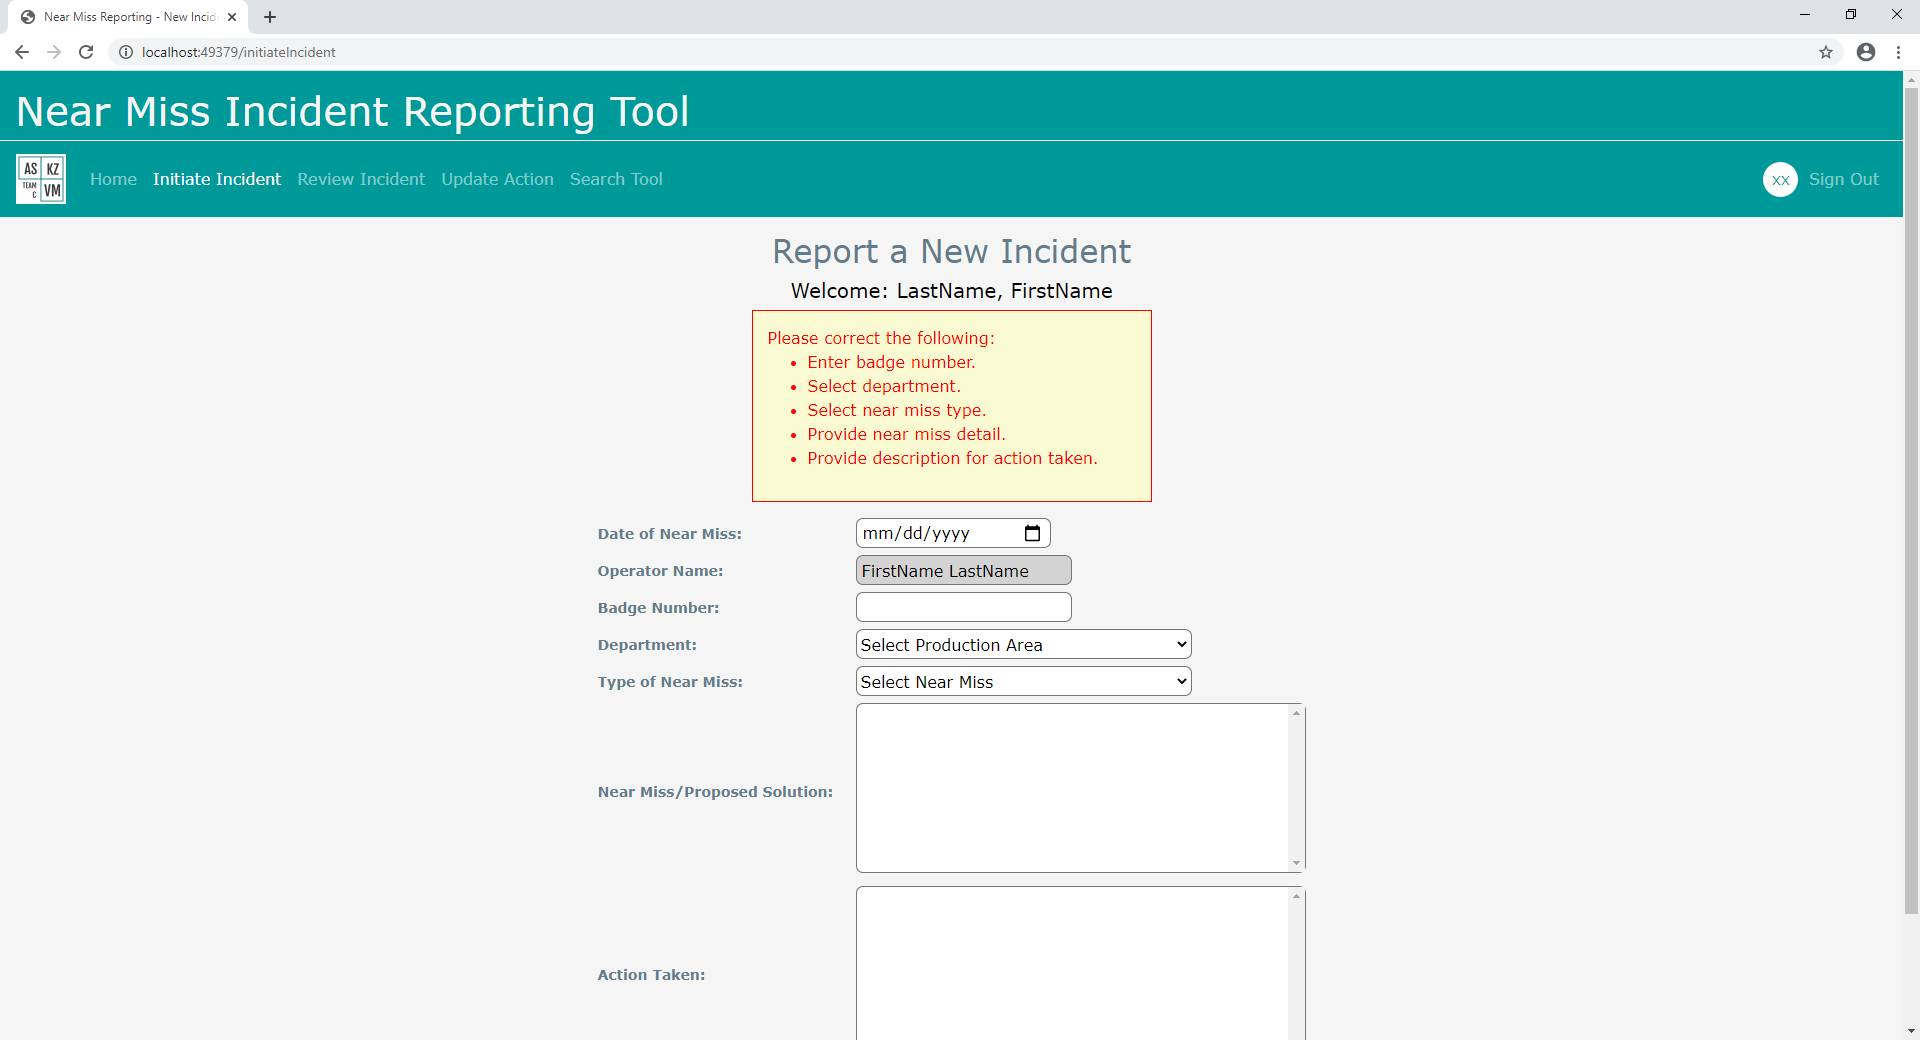 Near Miss Reporting - New Incid
localhost:49379/initiateIncident
Near Miss Incident Reporting Tool
AS KZ
TEAM C VM
Home Initiate Incident Review Incident Update Action Search Tool xx Sign Out
Report a New Incident
Welcome: LastName, FirstName
Please correct the following:
• Enter badge number.
• Select department.
• Select near miss type.
• Provide near miss detail.
• Provide description for action taken.
Date of Near Miss: mm/dd/yyyy
Operator Name: FirstName LastName
Badge Number:
Department: Select Production Area
Type of Near Miss: Select Near Miss
Near Miss/Proposed Solution:
Action Taken: